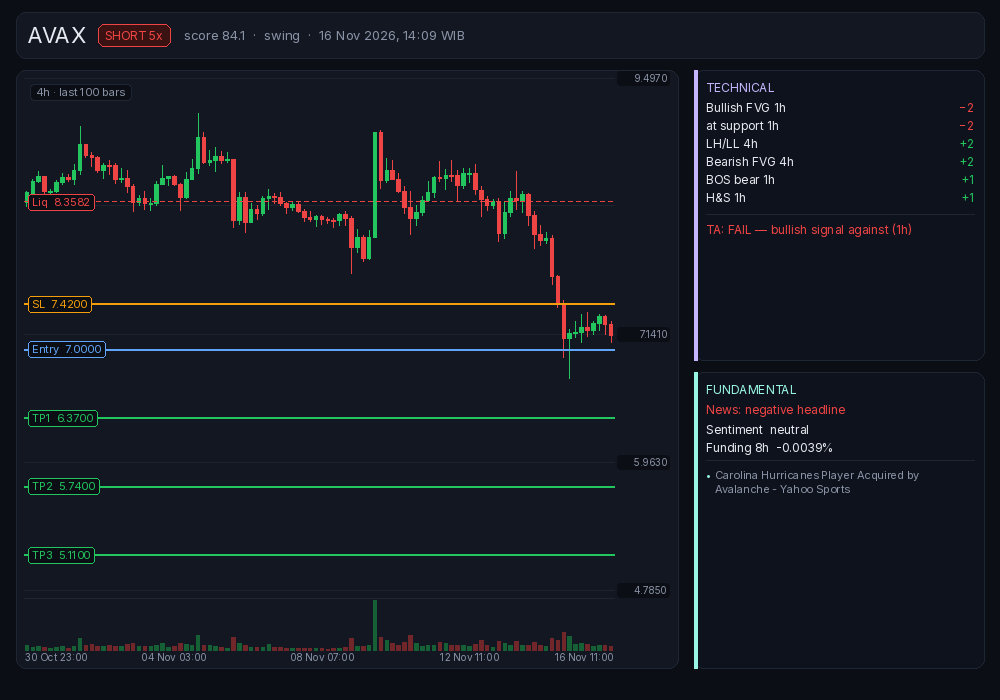 AVAX SHORT 5x score 84.1 · swing · 16 Nov 2026, 14:09 WIB
4h · last 100 bars
9.4970
Liq 8.3582
SL 7.4200
7.1410
Entry 7.0000
TP1 6.3700
5.9630
TP2 5.7400
TP3 5.1100
4.7850
30 Oct 23:00 04 Nov 03:00 08 Nov 07:00 12 Nov 11:00 16 Nov 11:00
TECHNICAL
Bullish FVG 1h −2
at support 1h −2
LH/LL 4h +2
Bearish FVG 4h +2
BOS bear 1h +1
H&S 1h +1
TA: FAIL — bullish signal against (1h)
FUNDAMENTAL
News: negative headline
Sentiment neutral
Funding 8h -0.0039%
• Carolina Hurricanes Player Acquired by
Avalanche - Yahoo Sports